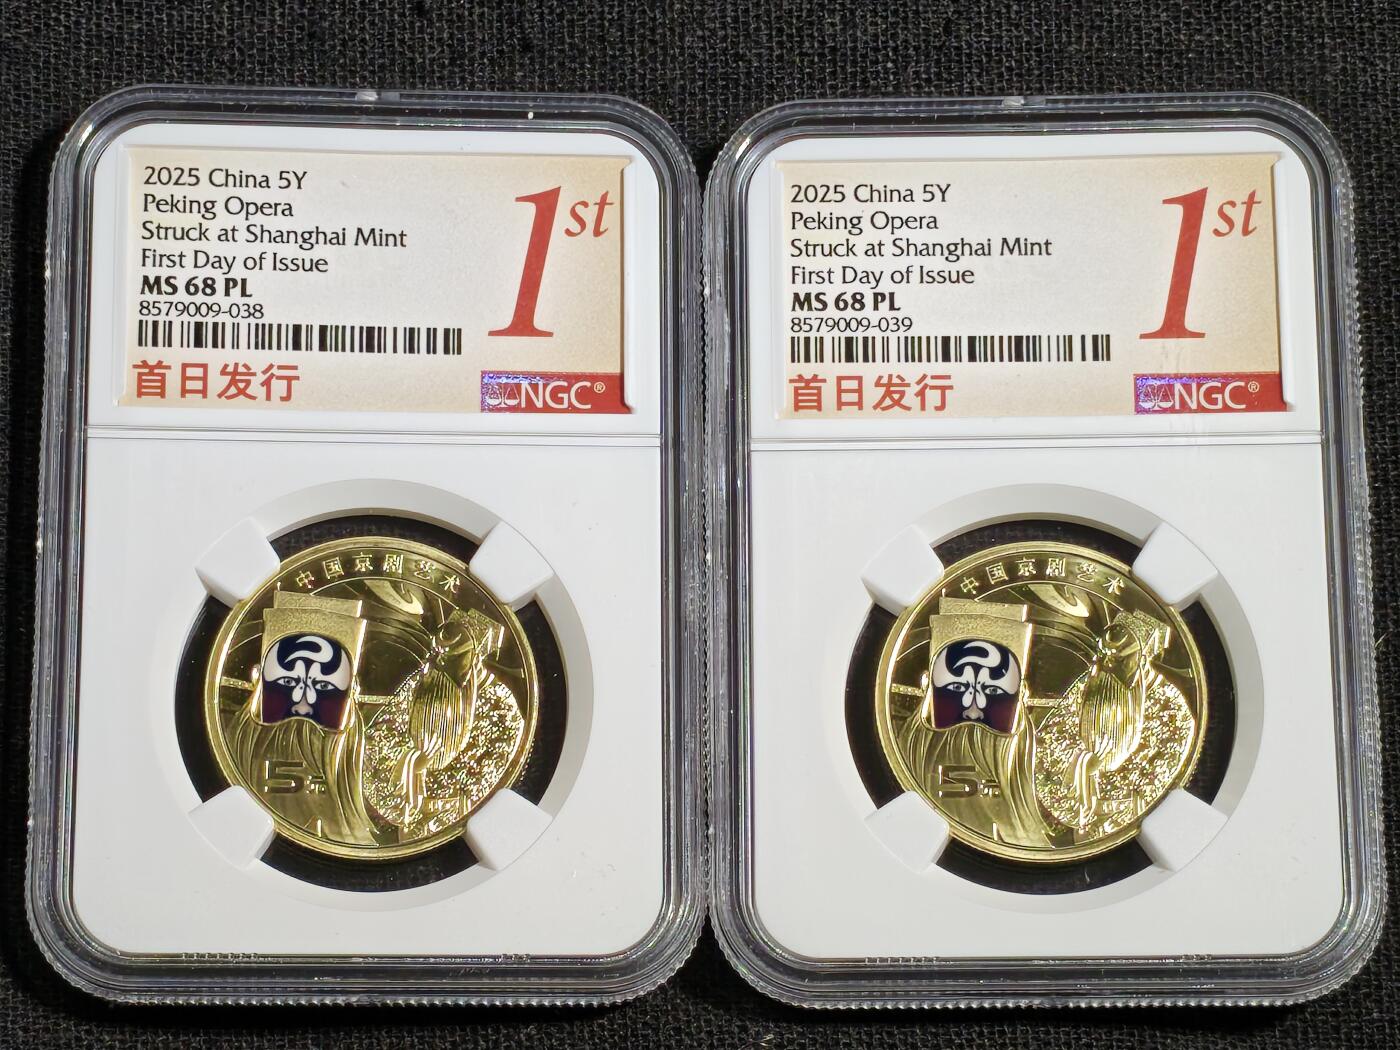 2025 China 5Y
Peking Opera
Struck at Shanghai Mint
First Day of Issue
MS 68 PL
8579009-038
首日发行
1st
NGC®
中国京剧艺术
5元
2025 China 5Y
Peking Opera
Struck at Shanghai Mint
First Day of Issue
MS 68 PL
8579009-039
首日发行
1st
NGC®
中国京剧艺术
5元